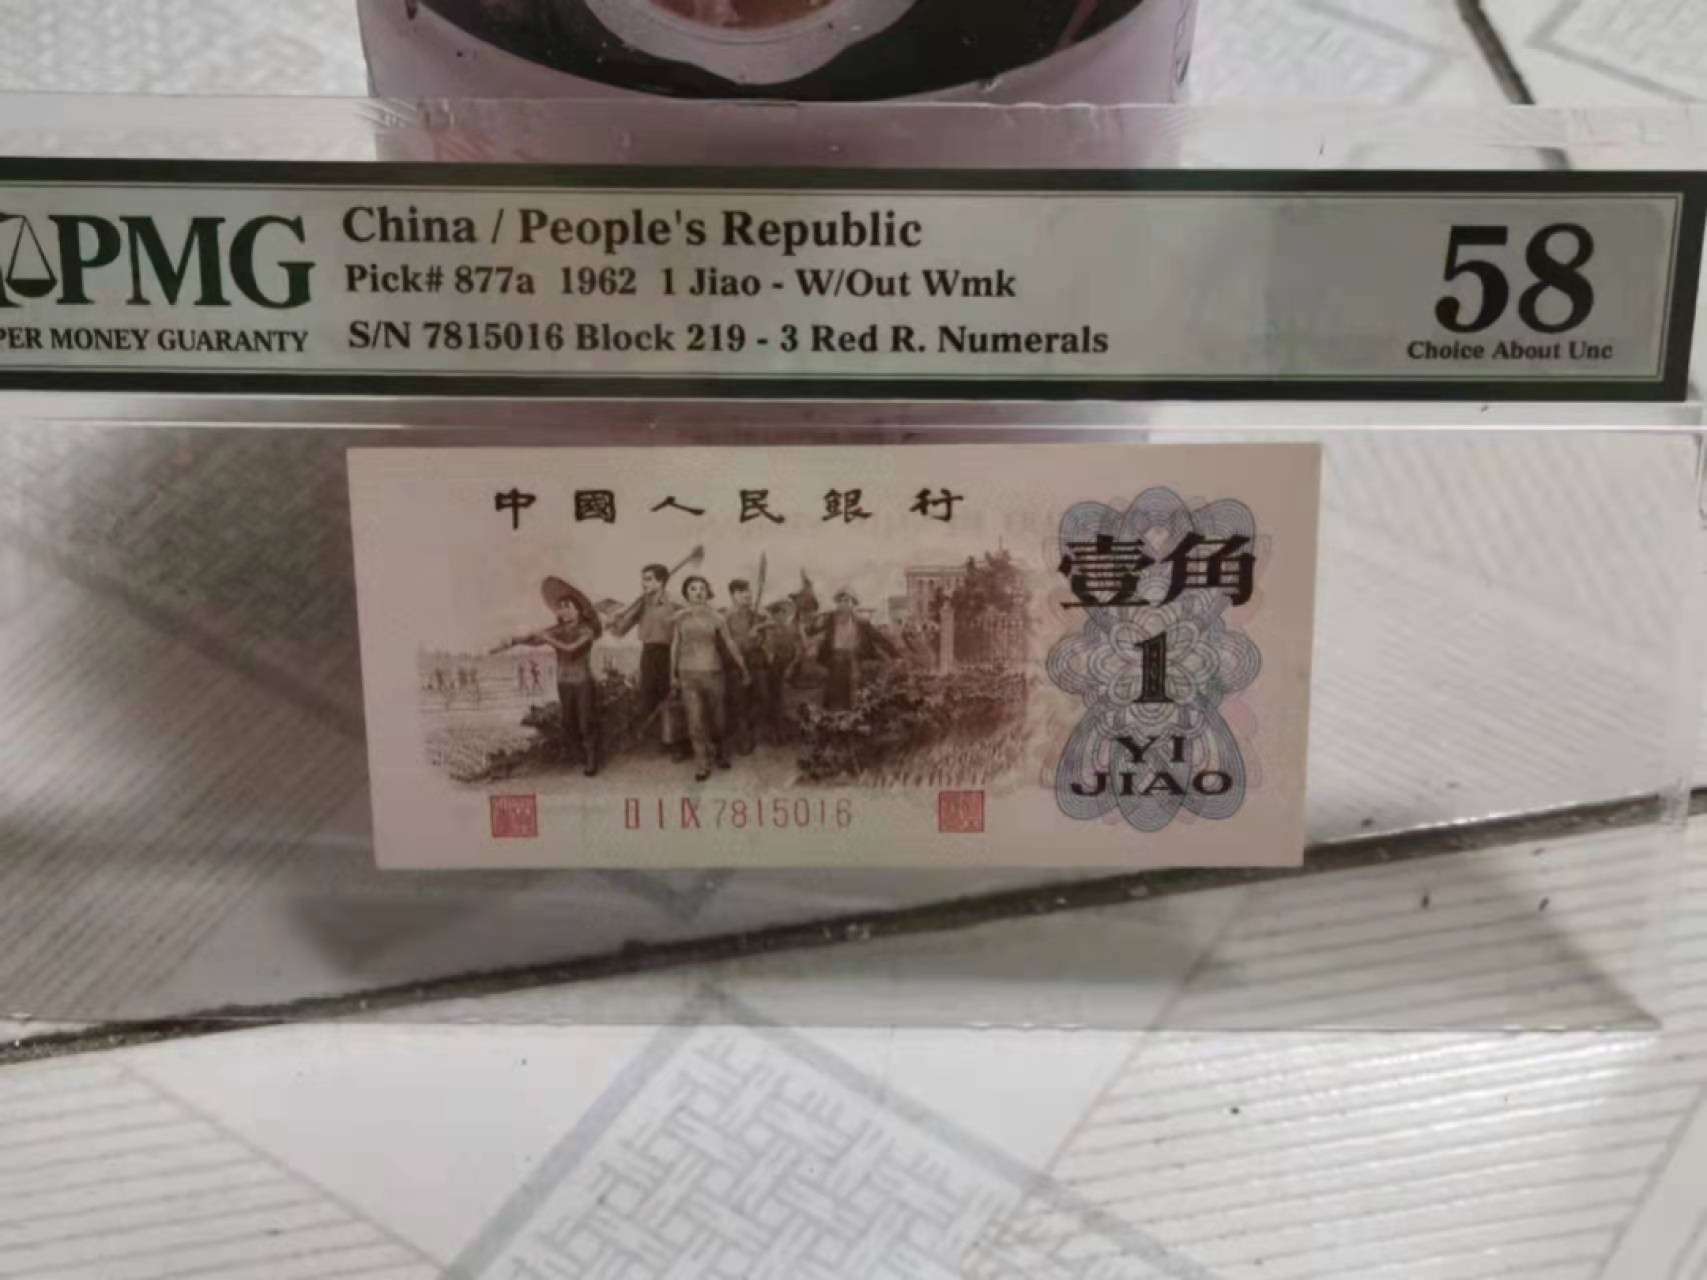 PMG
PER MONEY GUARANTY
China / People's Republic
Pick# 877a 1962 1 Jiao - W/Out Wmk
S/N 7815016 Block 219 - 3 Red R. Numerals
58
Choice About Unc
中國人民銀行
壹角
1
YI
JIAO
II I IX 7815016